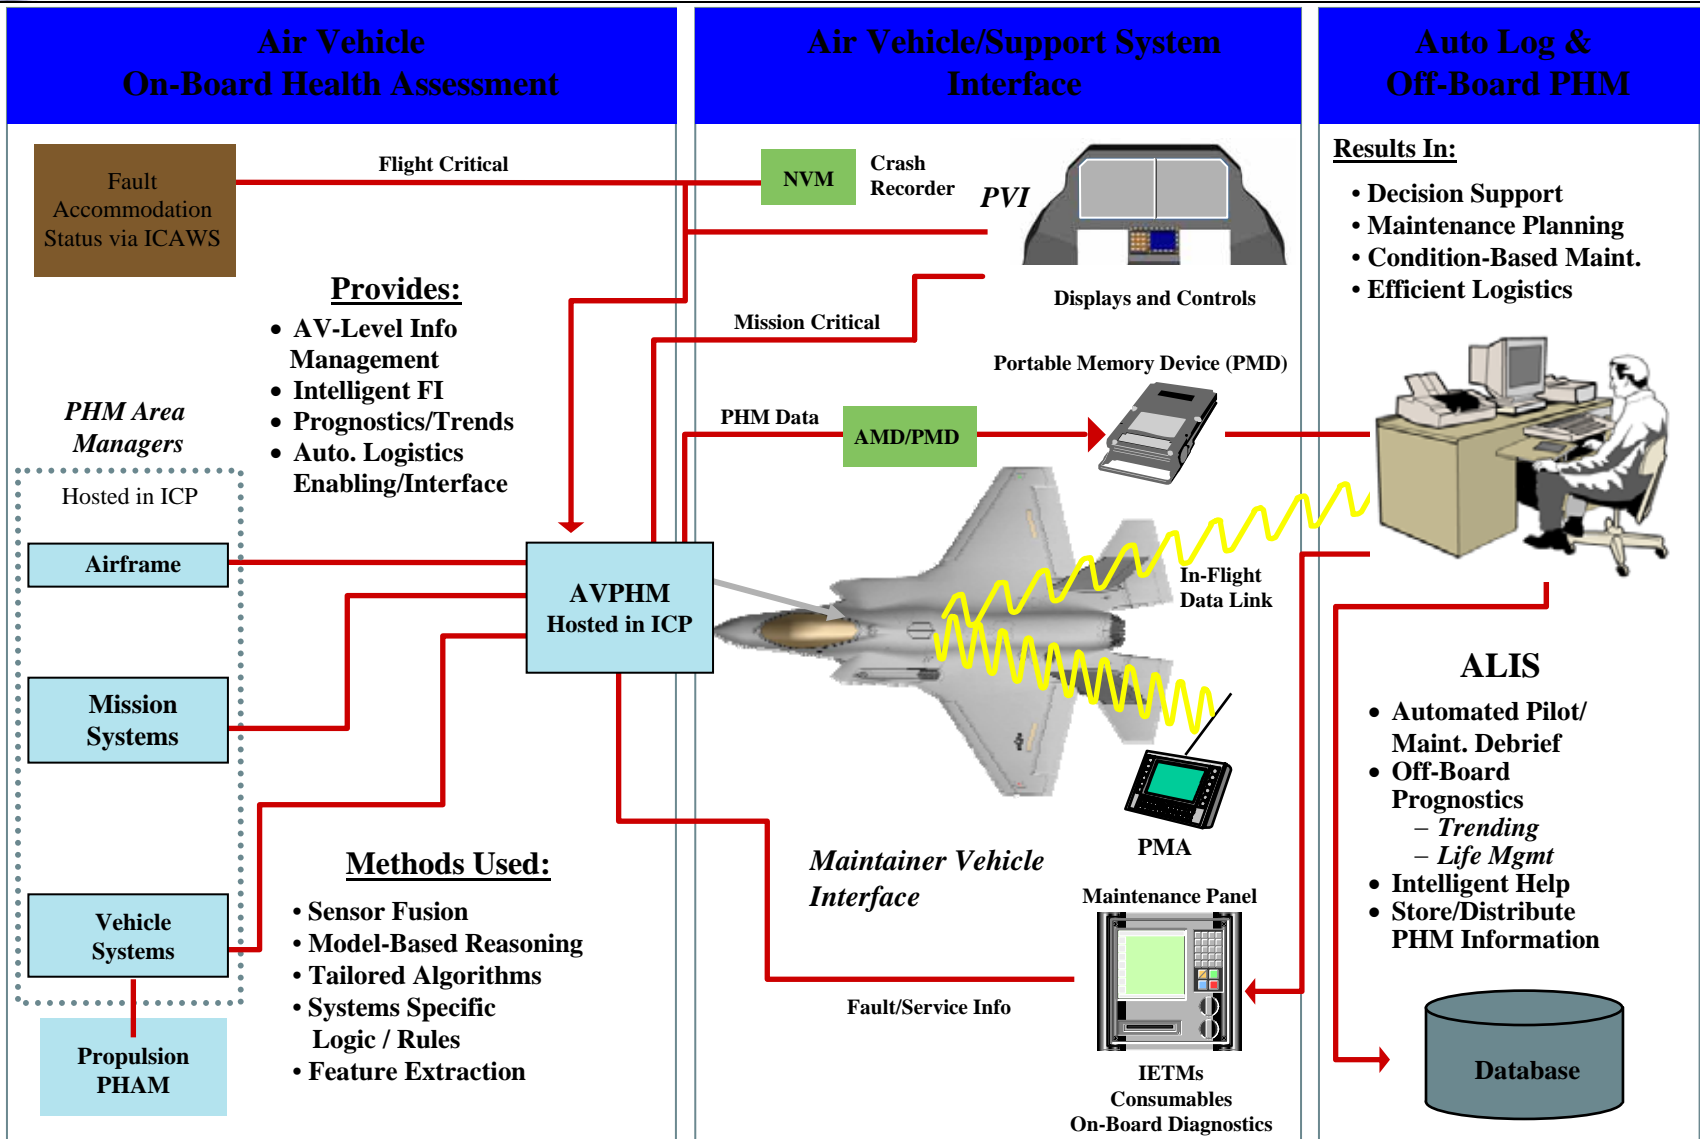 Air Vehicle
On-Board Health Assessment
Fault
Accommodation
Status via ICAWS
Flight Critical
Provides:
• AV-Level Info
Management
• Intelligent FI
• Prognostics/Trends
• Auto. Logistics
Enabling/Interface
PHM Area
Managers
Hosted in ICP
Airframe
Mission
Systems
Vehicle
Systems
Propulsion
PHAM
AVPHM
Hosted in ICP
Methods Used:
• Sensor Fusion
• Model-Based Reasoning
• Tailored Algorithms
• Systems Specific
Logic / Rules
• Feature Extraction
Air Vehicle/Support System
Interface
NVM
Crash
Recorder
PVI
Displays and Controls
Mission Critical
Portable Memory Device (PMD)
PHM Data
AMD/PMD
In-Flight
Data Link
PMA
Maintainer Vehicle
Interface
Maintenance Panel
Fault/Service Info
IETMs
Consumables
On-Board Diagnostics
Auto Log &
Off-Board PHM
Results In:
• Decision Support
• Maintenance Planning
• Condition-Based Maint.
• Efficient Logistics
ALIS
• Automated Pilot/
Maint. Debrief
• Off-Board
Prognostics
– Trending
– Life Mgmt
• Intelligent Help
• Store/Distribute
PHM Information
Database